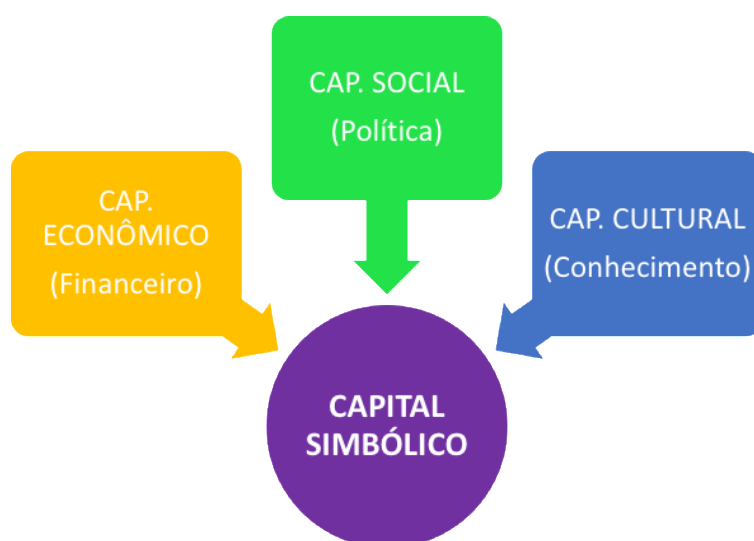 CAP. SOCIAL
(Política)
CAP.
ECONÔMICO
(Financeiro)
CAP. CULTURAL
(Conhecimento)
CAPITAL
SIMBÓLICO